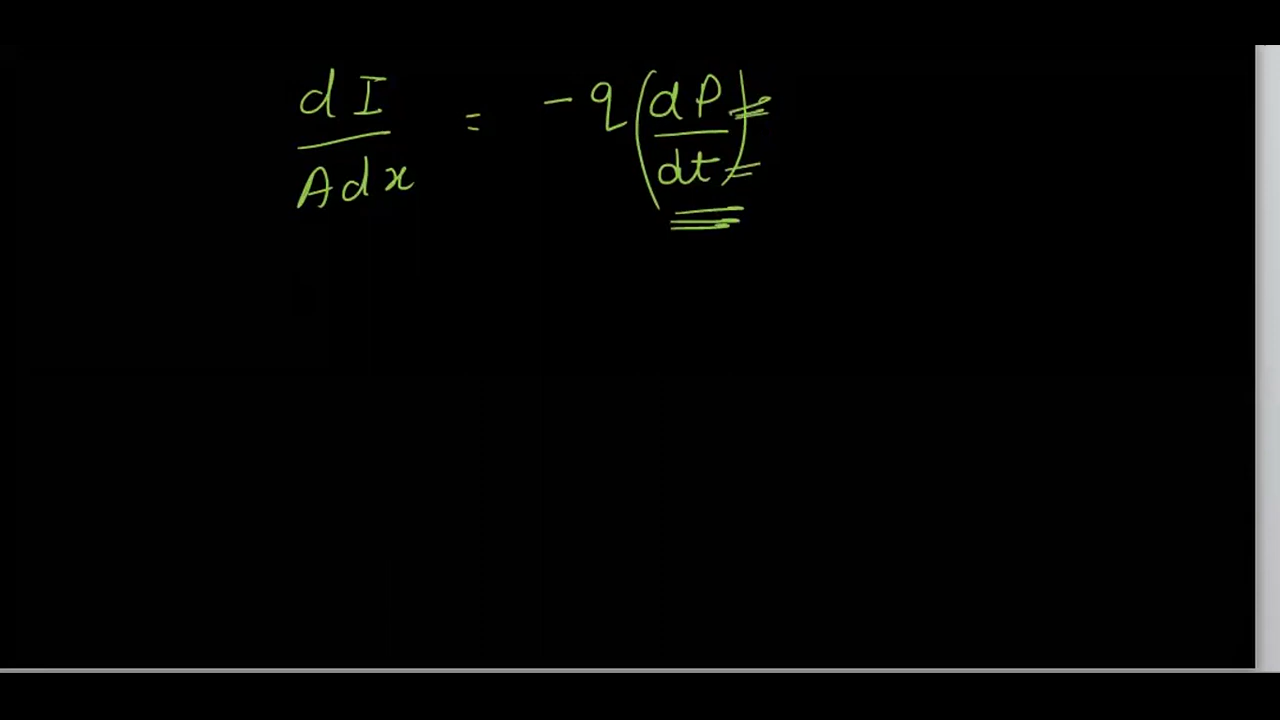 dI / Adx = -q (dP / dt)